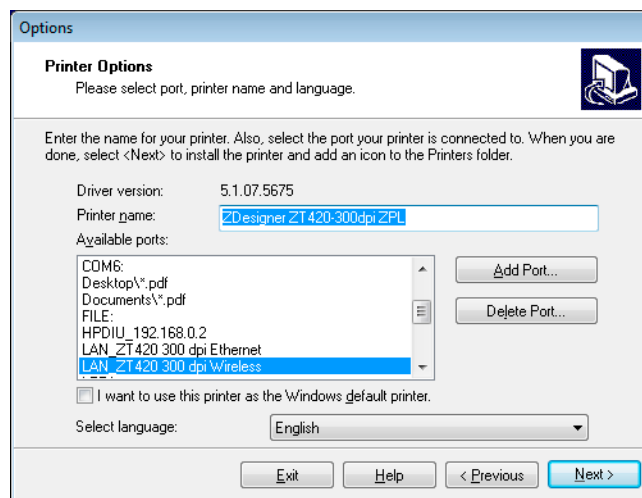 Options
Printer Options
Please select port, printer name and language.
Enter the name for your printer. Also, select the port your printer is connected to. When you are
done, select <Next> to install the printer and add an icon to the Printers folder.
Driver version: 5.1.07.5675
Printer name: ZDesigner ZT420-300dpi ZPL
Available ports:
COM6:
Desktop\*.pdf
Add Port...
Documents\*.pdf
FILE:
Delete Port...
HPDIU_192.168.0.2
LAN_ZT420 300 dpi Ethernet
LAN_ZT420 300 dpi Wireless
I want to use this printer as the Windows default printer.
Select language: English
Exit Help < Previous Next >